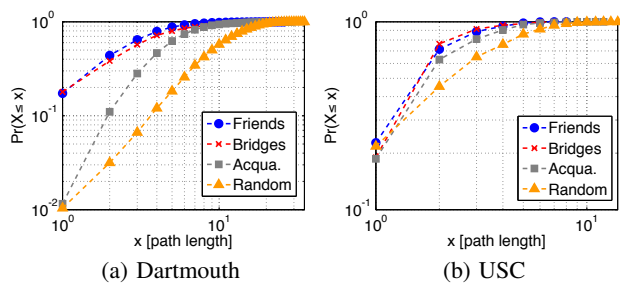 10^0
10^-1
10^-2
Pr(X≤ x)
Friends
Bridges
Acqua.
Random
10^0
10^1
x [path length]
(a) Dartmouth
10^0
10^-1
Pr(X≤ x)
Friends
Bridges
Acqua.
Random
10^0
10^1
x [path length]
(b) USC